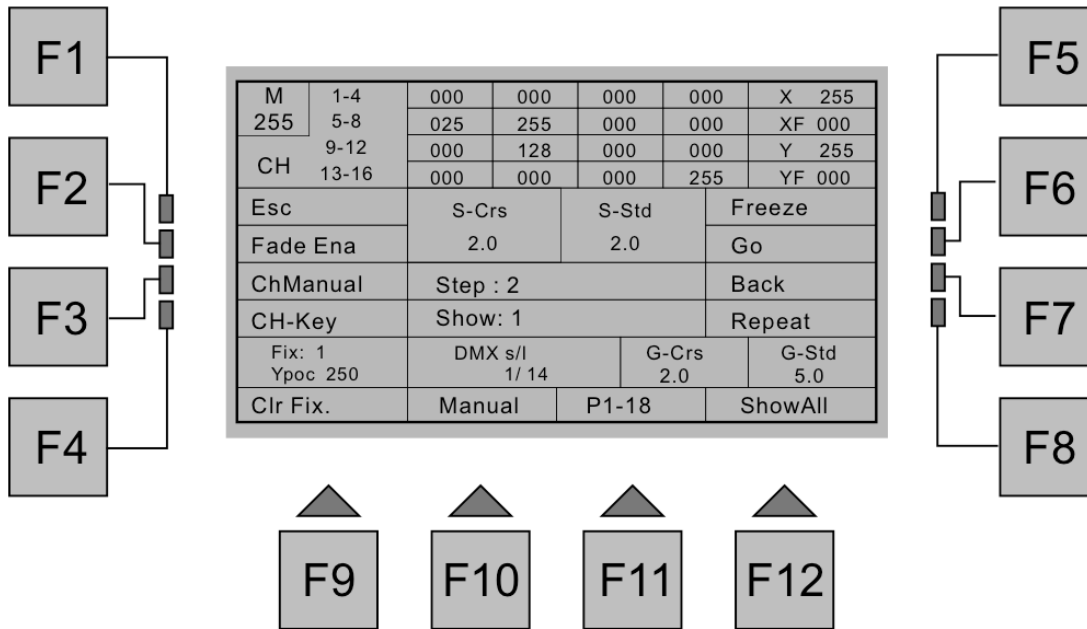 F1
F2
F3
F4
M 1-4 000 000 000 000 X 255
255 5-8 025 255 000 000 XF 000
CH 9-12 000 128 000 000 Y 255
13-16 000 000 000 255 YF 000
Esc S-Crs S-Std Freeze
Fade Ena 2.0 2.0 Go
ChManual Step : 2 Back
CH-Key Show: 1 Repeat
Fix: 1 DMX s/l G-Crs G-Std
Ypoc 250 1/ 14 2.0 5.0
Clr Fix. Manual P1-18 ShowAll
F5
F6
F7
F8
F9 F10 F11 F12